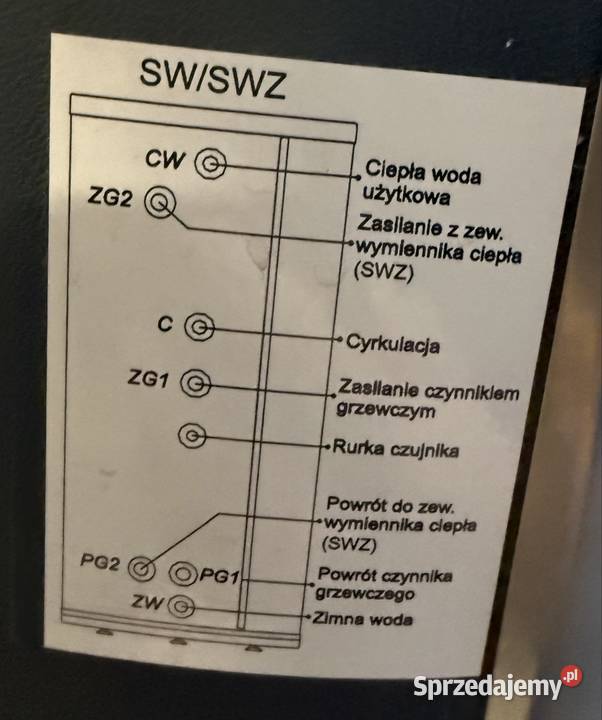 SW/SWZ
CW
Ciepła woda
użytkowa
ZG2
Zasilanie z zew.
wymiennika ciepła
(SWZ)
C
Cyrkulacja
ZG1
Zasilanie czynnikiem
grzewczym
Rurka czujnika
Powrót do zew.
wymiennika ciepła
(SWZ)
PG2
PG1
Powrót czynnika
grzewczego
ZW
Zimna woda
Sprzedajemy.pl